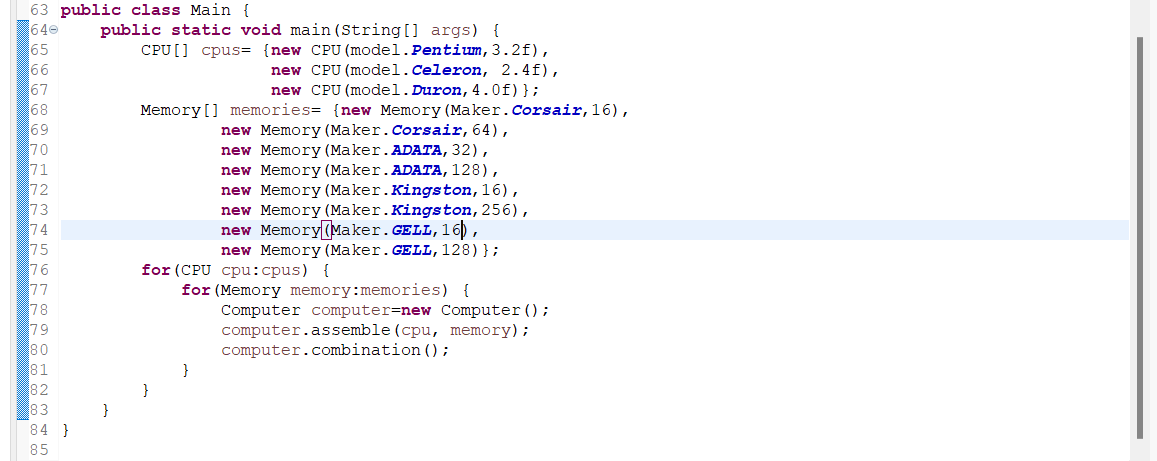 63 public class Main {
64 public static void main(String[] args) {
65 CPU[] cpus= {new CPU(model.Pentium,3.2f),
66 new CPU(model.Celeron, 2.4f),
67 new CPU(model.Duron,4.0f)};
68 Memory[] memories= {new Memory(Maker.Corsair,16),
69 new Memory(Maker.Corsair,64),
70 new Memory(Maker.ADATA,32),
71 new Memory(Maker.ADATA,128),
72 new Memory(Maker.Kingston,16),
73 new Memory(Maker.Kingston,256),
74 new Memory(Maker.GELL,16),
75 new Memory(Maker.GELL,128)};
76 for(CPU cpu:cpus) {
77 for(Memory memory:memories) {
78 Computer computer=new Computer();
79 computer.assemble(cpu, memory);
80 computer.combination();
81 }
82 }
83 }
84 }
85